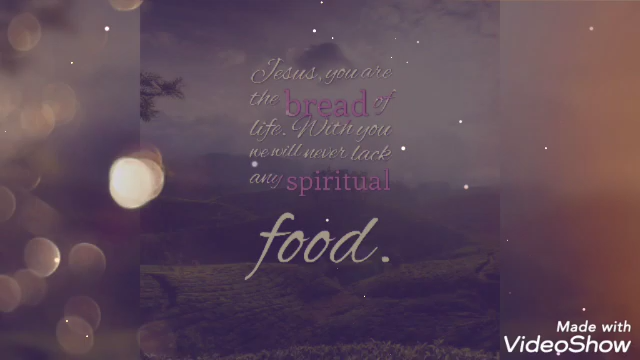 Jesus, you are
the bread of
life. With you
we will never lack
any spiritual
food.
Made with
VideoShow